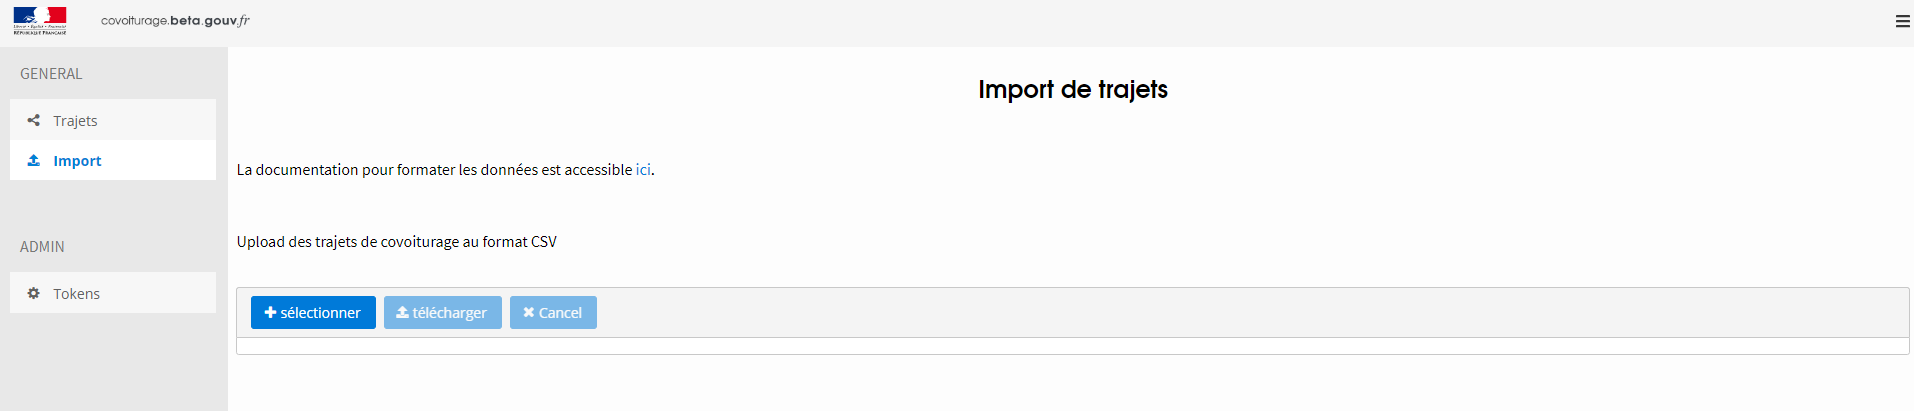 Liberté • Égalité • Fraternité
RÉPUBLIQUE FRANÇAISE
covoiturage.beta.gouv.fr
GENERAL
Trajets
Import
ADMIN
Tokens
Import de trajets
La documentation pour formater les données est accessible ici.
Upload des trajets de covoiturage au format CSV
sélectionner télécharger Cancel